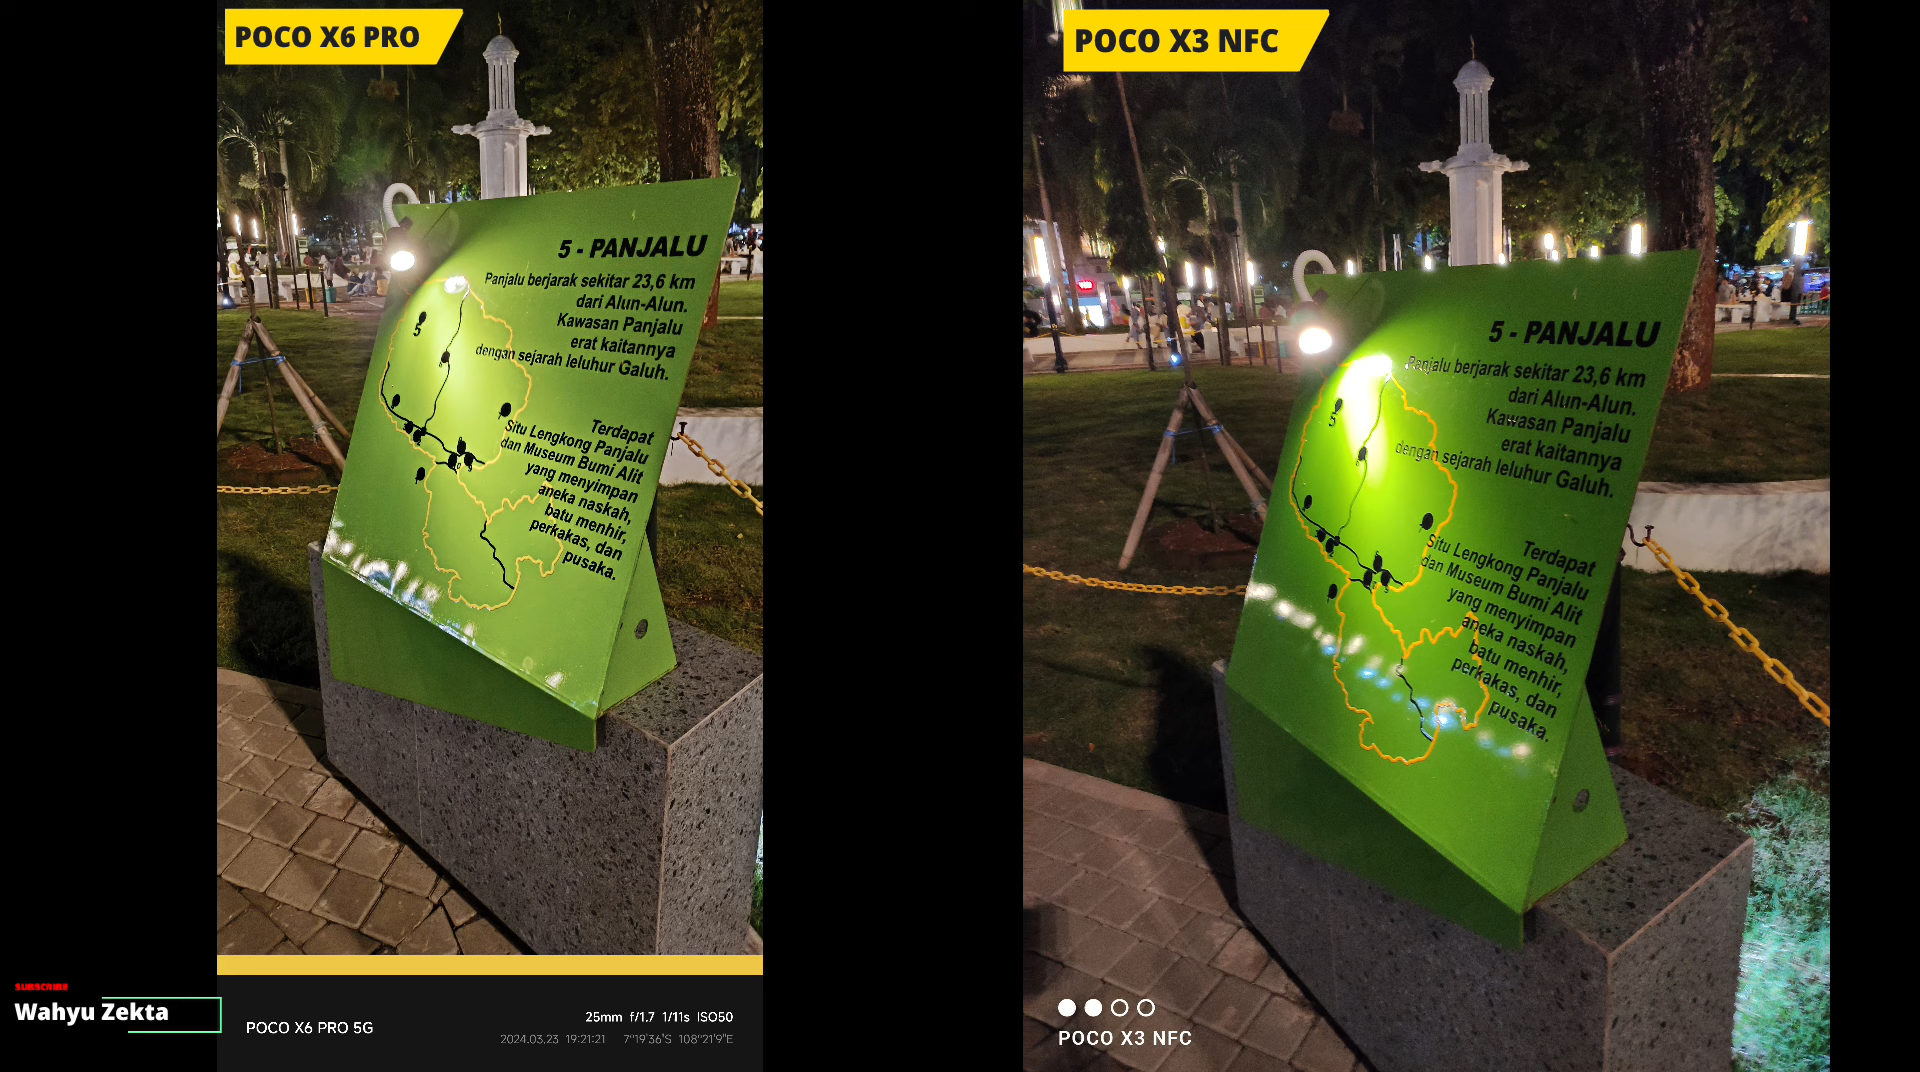 POCO X6 PRO
5 - PANJALU
Panjalu berjarak sekitar 23,6 km
dari Alun-Alun.
Kawasan Panjalu
erat kaitannya
dengan sejarah leluhur Galuh.
5
Terdapat
Situ Lengkong Panjalu
dan Museum Bumi Alit
yang menyimpan
aneka naskah,
batu menhir,
perkakas, dan
pusaka.
POCO X6 PRO 5G
25mm f/1.7 1/11s ISO50
2024.03.23 19:21:21 7°19'36"S 108°21'9"E
SUBSCRIBE
Wahyu Zekta
POCO X3 NFC
5 - PANJALU
Panjalu berjarak sekitar 23,6 km
dari Alun-Alun.
Kawasan Panjalu
erat kaitannya
dengan sejarah leluhur Galuh.
5
Terdapat
Situ Lengkong Panjalu
dan Museum Bumi Alit
yang menyimpan
aneka naskah,
batu menhir,
perkakas, dan
pusaka.
POCO X3 NFC